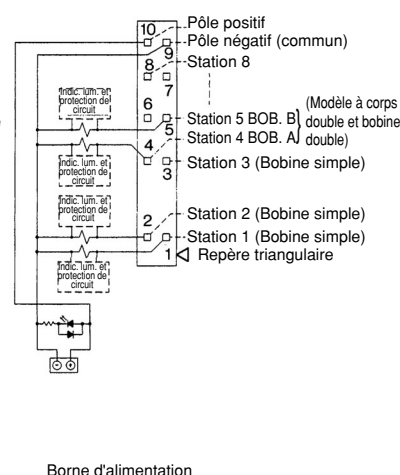 10
Pôle positif
Pôle négatif (commun)
9
8
Station 8
7
Indic. lum. et
protection de
circuit
6
(Modèle à corps
double et bobine
double)
Station 5 BOB. B
5
Station 4 BOB. A
4
Indic. lum. et
protection de
circuit
Station 3 (Bobine simple)
3
Indic. lum. et
protection de
circuit
2
Station 2 (Bobine simple)
Station 1 (Bobine simple)
1
Repère triangulaire
Indic. lum. et
protection de
circuit
Borne d'alimentation